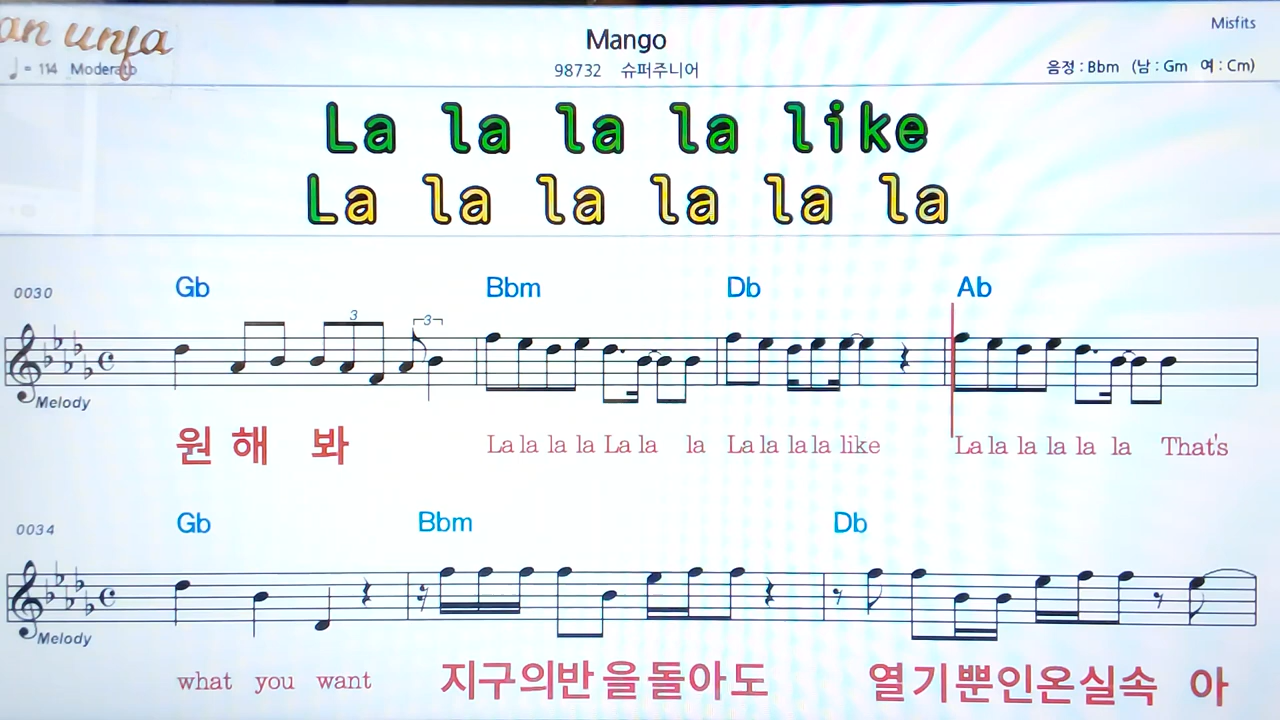 an unfa
Misfits
Mango
♩= 114 Moderato
98732 슈퍼주니어
음정 : Bbm (남 : Gm 여 : Cm)
La la la la like
La la la la la la
0030 Gb Bbm Db Ab
3 3
Melody
원 해 봐 La la la la La la la La la la la like La la la la la la That's
0034 Gb Bbm Db
Melody
what you want 지구의반을돌아도 열기뿐인온실속 아